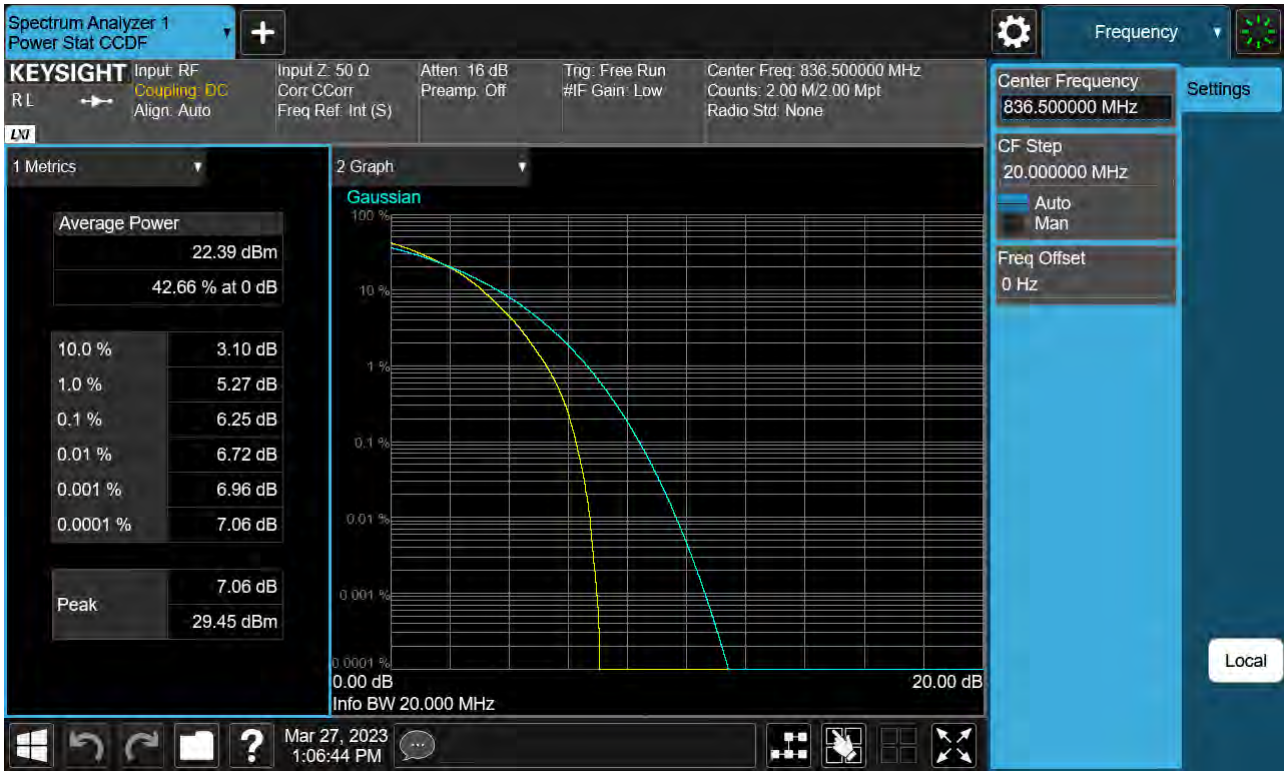 Spectrum Analyzer 1
Power Stat CCDF
+
Frequency
KEYSIGHT
RL
LXI
Input: RF
Coupling: DC
Align: Auto
Input Z: 50 Ω
Corr CCorr
Freq Ref: Int (S)
Atten: 16 dB
Preamp: Off
Trig: Free Run
#IF Gain: Low
Center Freq: 836.500000 MHz
Counts: 2.00 M/2.00 Mpt
Radio Std: None
Center Frequency
836.500000 MHz
Settings
CF Step
20.000000 MHz
Auto
Man
Freq Offset
0 Hz
1 Metrics
Average Power
22.39 dBm
42.66 % at 0 dB
10.0 % 3.10 dB
1.0 % 5.27 dB
0.1 % 6.25 dB
0.01 % 6.72 dB
0.001 % 6.96 dB
0.0001 % 7.06 dB
Peak
7.06 dB
29.45 dBm
2 Graph
Gaussian
100 %
10 %
1 %
0.1 %
0.01 %
0.001 %
0.0001 %
0.00 dB 20.00 dB
Info BW 20.000 MHz
Local
?
Mar 27, 2023
1:06:44 PM